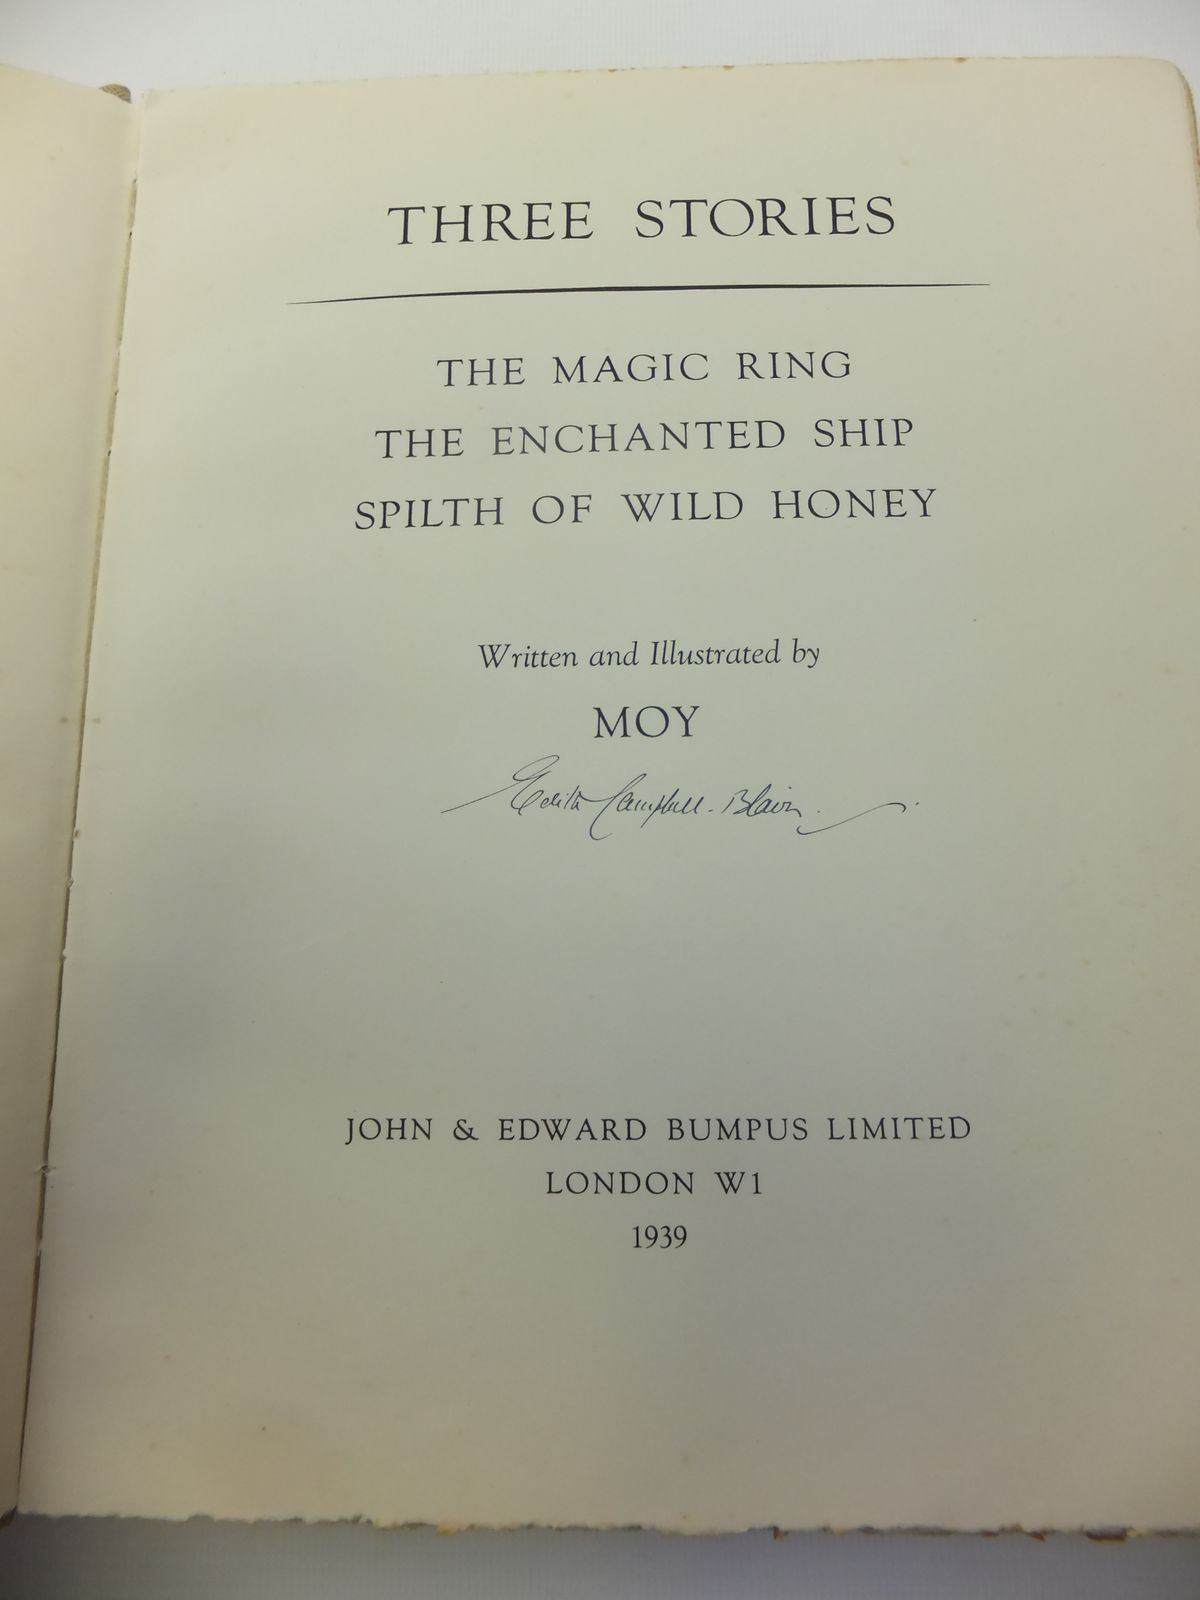 THREE STORIES
THE MAGIC RING
THE ENCHANTED SHIP
SPILTH OF WILD HONEY
Written and Illustrated by
MOY
Edith Campbell-Blair.
JOHN & EDWARD BUMPUS LIMITED
LONDON W1
1939